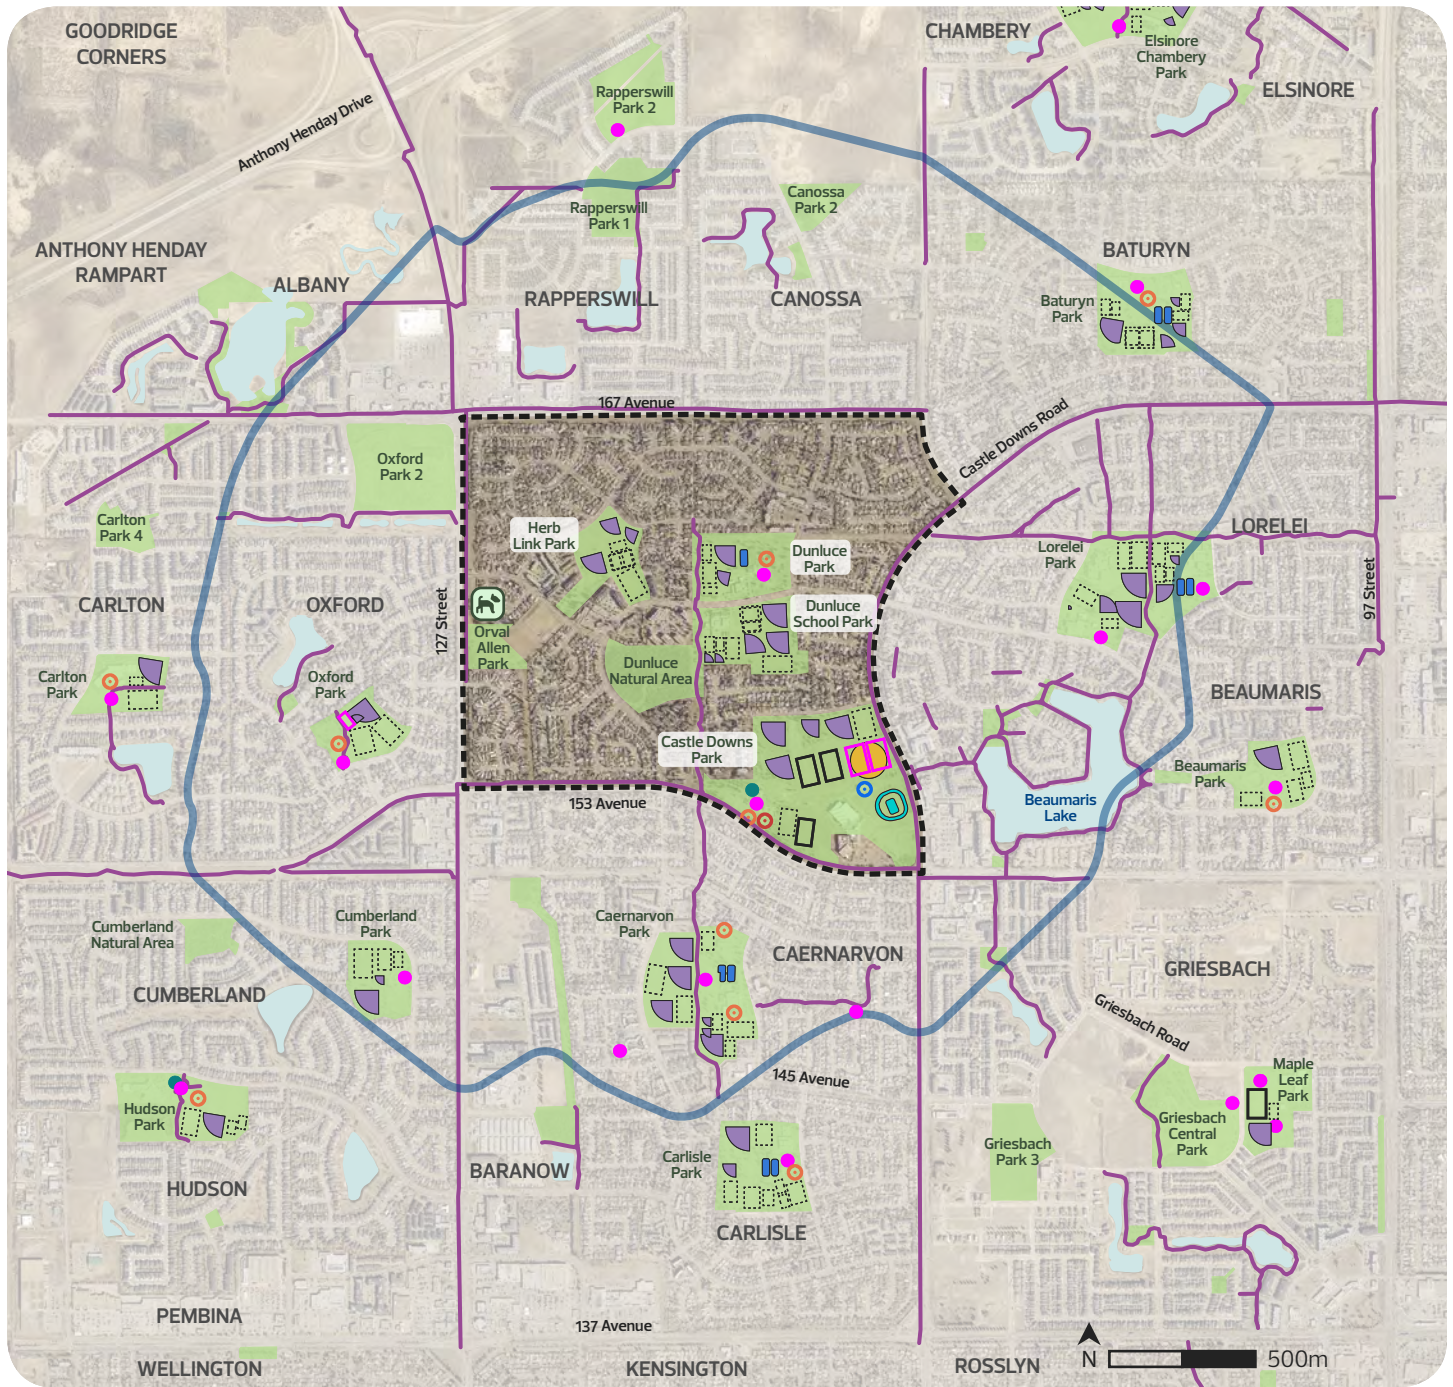 GOODRIDGE
CORNERS
CHAMBERY
Elsinore
Chambery
Park
ELSINORE
Rapperswill
Park 2
Anthony Henday Drive
Canossa
Park 2
Rapperswill
Park 1
ANTHONY HENDAY
RAMPART
ALBANY
BATURYN
RAPPERSWILL
CANOSSA
Baturyn
Park
167 Avenue
Castle Downs Road
Oxford
Park 2
Carlton
Park 4
Herb
Link Park
Dunluce
Park
LORELEI
Lorelei
Park
CARLTON
OXFORD
127 Street
97 Street
Dunluce
School Park
Orval
Allen
Park
Dunluce
Natural Area
Carlton
Park
Oxford
Park
BEAUMARIS
Castle Downs
Park
Beaumaris
Park
153 Avenue
Beaumaris
Lake
Cumberland
Natural Area
Cumberland
Park
Caernarvon
Park
CAERNARVON
GRIESBACH
CUMBERLAND
Griesbach Road
145 Avenue
Maple
Leaf
Park
Hudson
Park
Griesbach
Central
Park
Griesbach
Park 3
Carlisle
Park
BARANOW
HUDSON
CARLISLE
PEMBINA
137 Avenue
WELLINGTON
KENSINGTON
ROSSLYN
N
500m